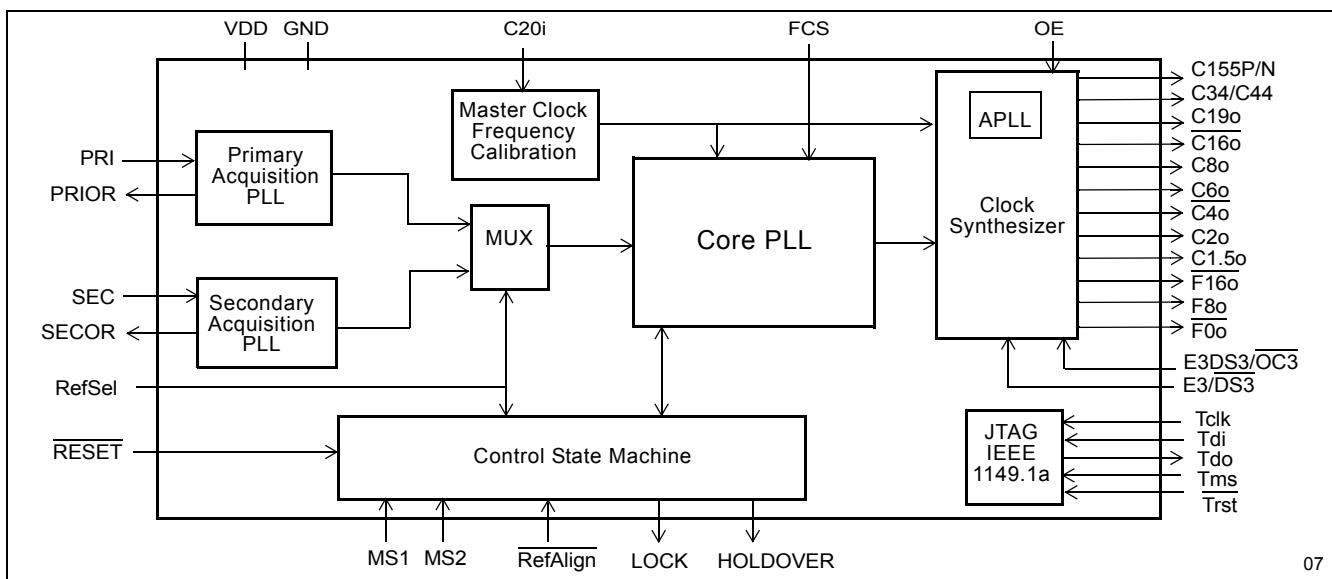 VDD GND C20i FCS OE
Master Clock
Frequency
Calibration
APLL
Clock
Synthesizer
C155P/N
C34/C44
C19o
C16o
C8o
C6o
C4o
C2o
C1.5o
F16o
F8o
F0o
E3DS3/OC3
E3/DS3
PRI
PRIOR
Primary
Acquisition
PLL
MUX
Core PLL
SEC
SECOR
Secondary
Acquisition
PLL
RefSel
RESET
Control State Machine
JTAG
IEEE
1149.1a
Tclk
Tdi
Tdo
Tms
Trst
MS1 MS2 RefAlign LOCK HOLDOVER
07